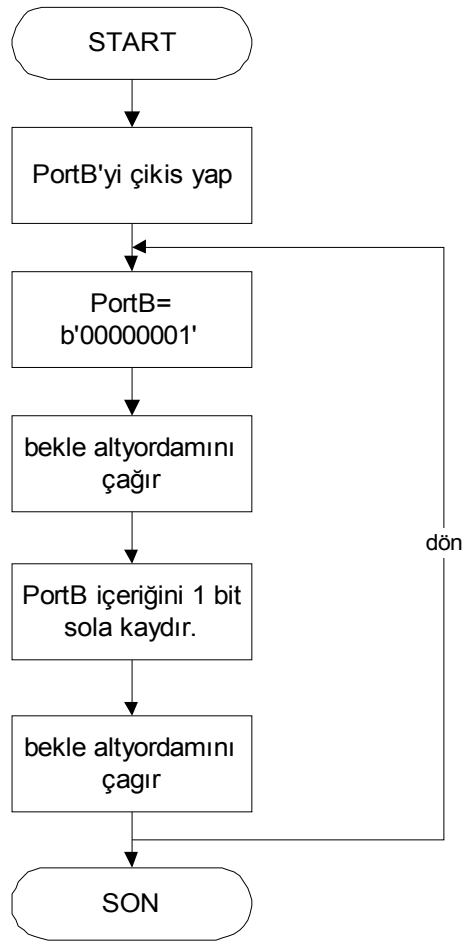 START
PortB'yi çikis yap
PortB=
b'00000001'
bekle altyordamını
çağır
PortB içeriğini 1 bit
sola kaydır.
dön
bekle altyordamını
çagır
SON